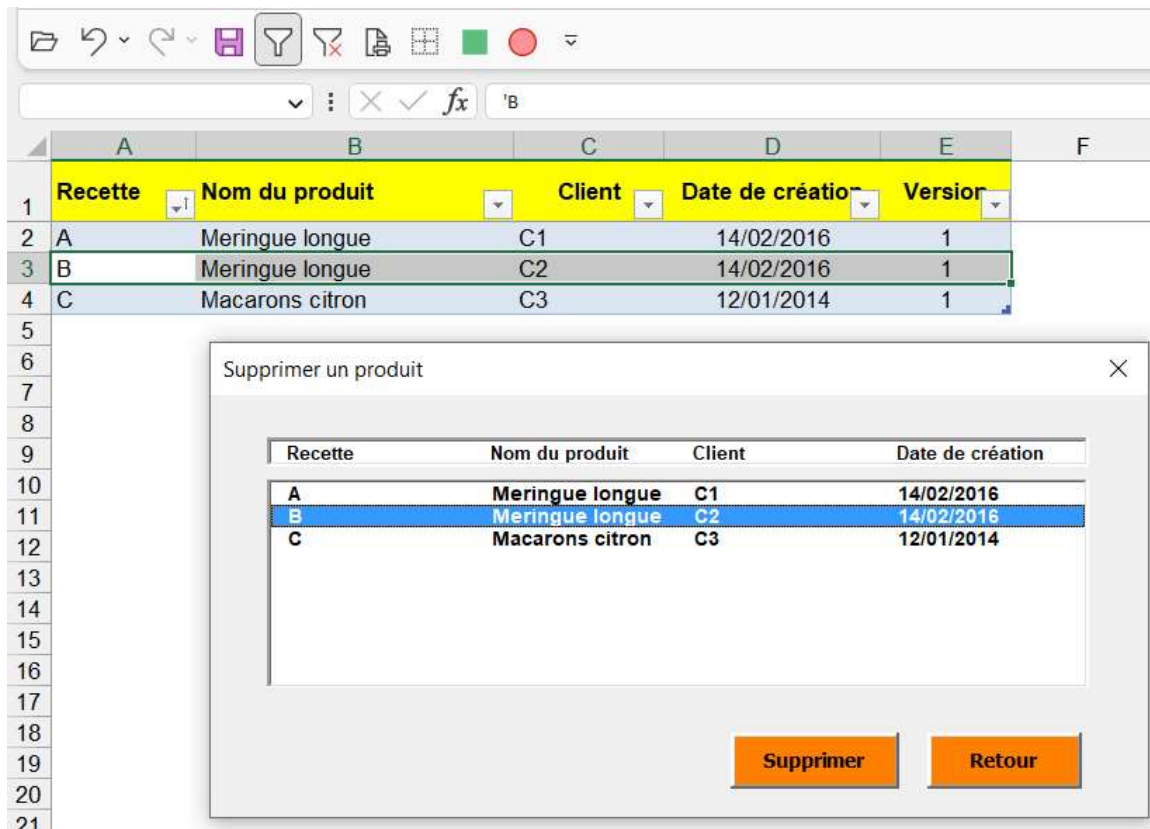 fx 'B
A B C D E F
1 Recette Nom du produit Client Date de création Version
2 A Meringue longue C1 14/02/2016 1
3 B Meringue longue C2 14/02/2016 1
4 C Macarons citron C3 12/01/2014 1
5
6
Supprimer un produit
7
8
9
Recette Nom du produit Client Date de création
10
A Meringue longue C1 14/02/2016
11
B Meringue longue C2 14/02/2016
12
C Macarons citron C3 12/01/2014
13
14
15
16
17
18
19
Supprimer Retour
20
21